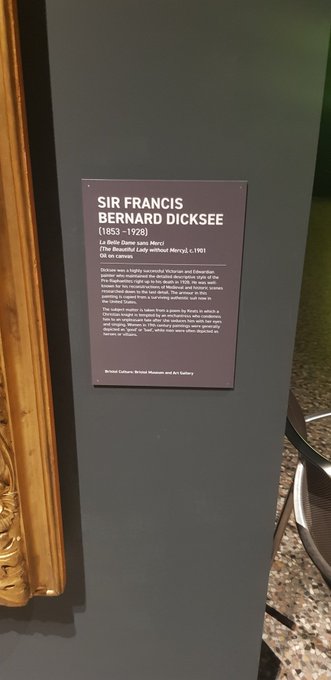 SIR FRANCIS
BERNARD DICKSEE
(1853 –1928)
La Belle Dame sans Merci
(The Beautiful Lady without Mercy), c.1901
Oil on canvas
Dicksee was a highly successful Victorian and Edwardian
painter who maintained the detailed descriptive style of the
Pre-Raphaelites right up to his death in 1928. He was well-
known for his reconstructions of Medieval and historic scenes
researched down to the last detail. The armour in this
painting is copied from a surviving authentic suit now in
the United States.
The subject matter is taken from a poem by Keats in which a
Christian knight is tempted by an enchantress who condemns
him to an unpleasant fate after she seduces him with her eyes
and singing. Women in 19th century paintings were generally
depicted as 'good' or 'bad', while men were often depicted as
heroes or villains.
Bristol Culture: Bristol Museum and Art Gallery